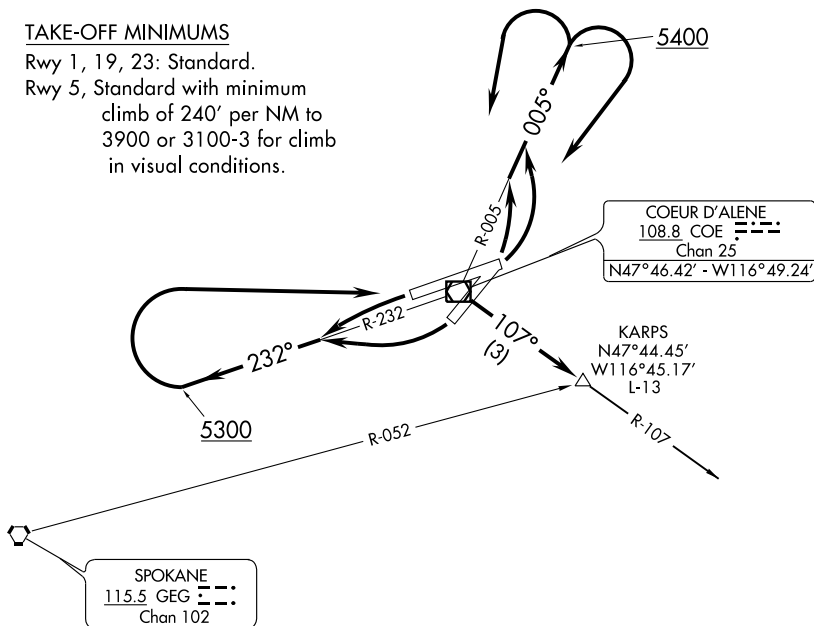 TAKE-OFF MINIMUMS
Rwy 1, 19, 23: Standard.
Rwy 5, Standard with minimum
climb of 240' per NM to
3900 or 3100-3 for climb
in visual conditions.
5400
005°
R-005
COEUR D'ALENE
108.8 COE
Chan 25
N47°46.42' - W116°49.24'
R-232
232°
5300
107°
(3)
KARPS
N47°44.45'
W116°45.17'
L-13
R-107
R-052
SPOKANE
115.5 GEG
Chan 102